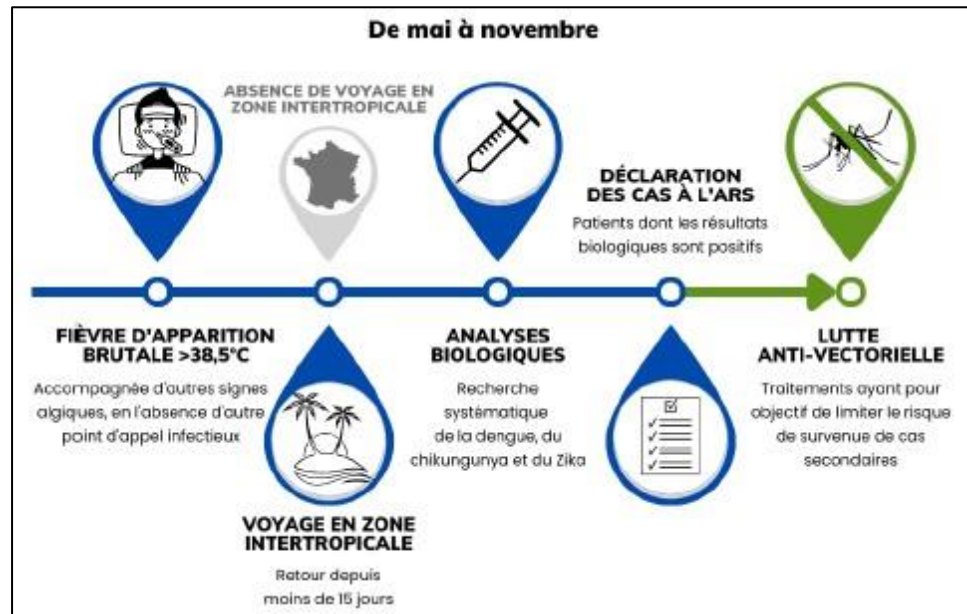 De mai à novembre
ABSENCE DE VOYAGE EN
ZONE INTERTROPICALE
DÉCLARATION
DES CAS À L'ARS
Patients dont les résultats
biologiques sont positifs
FIÈVRE D'APPARITION
BRUTALE >38,5°C
Accompagnée d'autres signes
algiques, en l'absence d'autre
point d'appel infectieux
VOYAGE EN ZONE
INTERTROPICALE
Retour depuis
moins de 15 jours
ANALYSES
BIOLOGIQUES
Recherche
systématique
de la dengue, du
chikungunya et du Zika
LUTTE
ANTI-VECTORIELLE
Traitements ayant pour
objectif de limiter le risque
de survenue de cas
secondaires